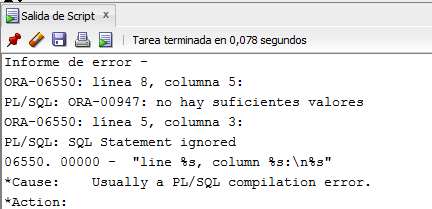 Salida de Script x
Tarea terminada en 0,078 segundos
Informe de error -
ORA-06550: línea 8, columna 5:
PL/SQL: ORA-00947: no hay suficientes valores
ORA-06550: línea 5, columna 3:
PL/SQL: SQL Statement ignored
06550. 00000 -  "line %s, column %s:\n%s"
*Cause:    Usually a PL/SQL compilation error.
*Action: